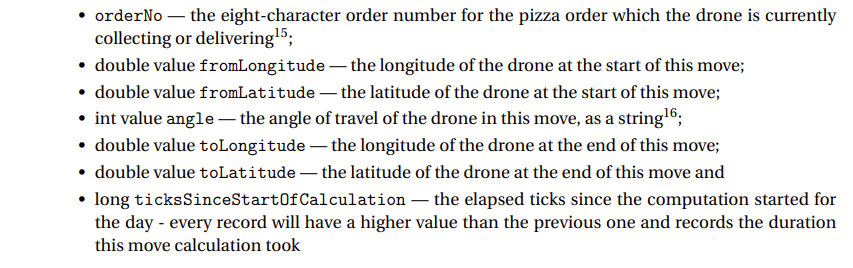 • orderNo — the eight-character order number for the pizza order which the drone is currently
collecting or delivering15;
• double value fromLongitude — the longitude of the drone at the start of this move;
• double value fromLatitude — the latitude of the drone at the start of this move;
• int value angle — the angle of travel of the drone in this move, as a string16;
• double value toLongitude — the longitude of the drone at the end of this move;
• double value toLatitude — the latitude of the drone at the end of this move and
• long ticksSinceStartOfCalculation — the elapsed ticks since the computation started for
the day - every record will have a higher value than the previous one and records the duration
this move calculation took